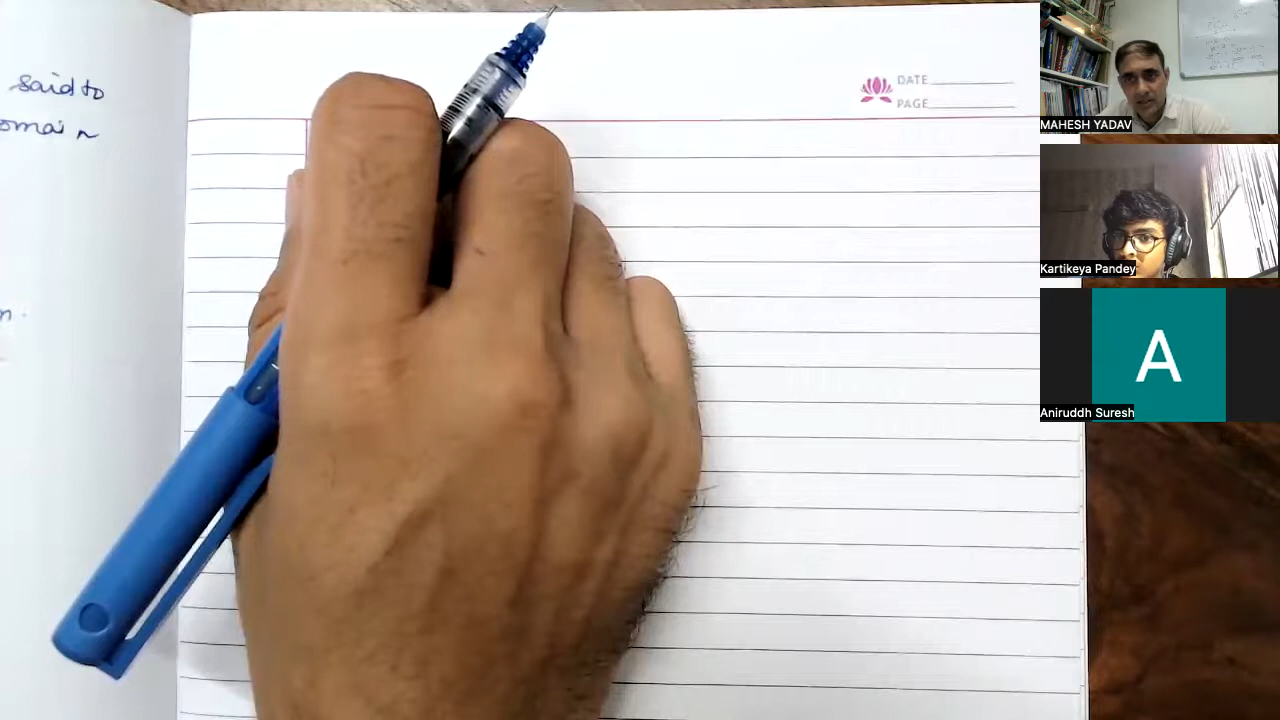 said to
omain
n.
DATE
PAGE
MAHESH YADAV
Kartikeya Pandey
A
Aniruddh Suresh